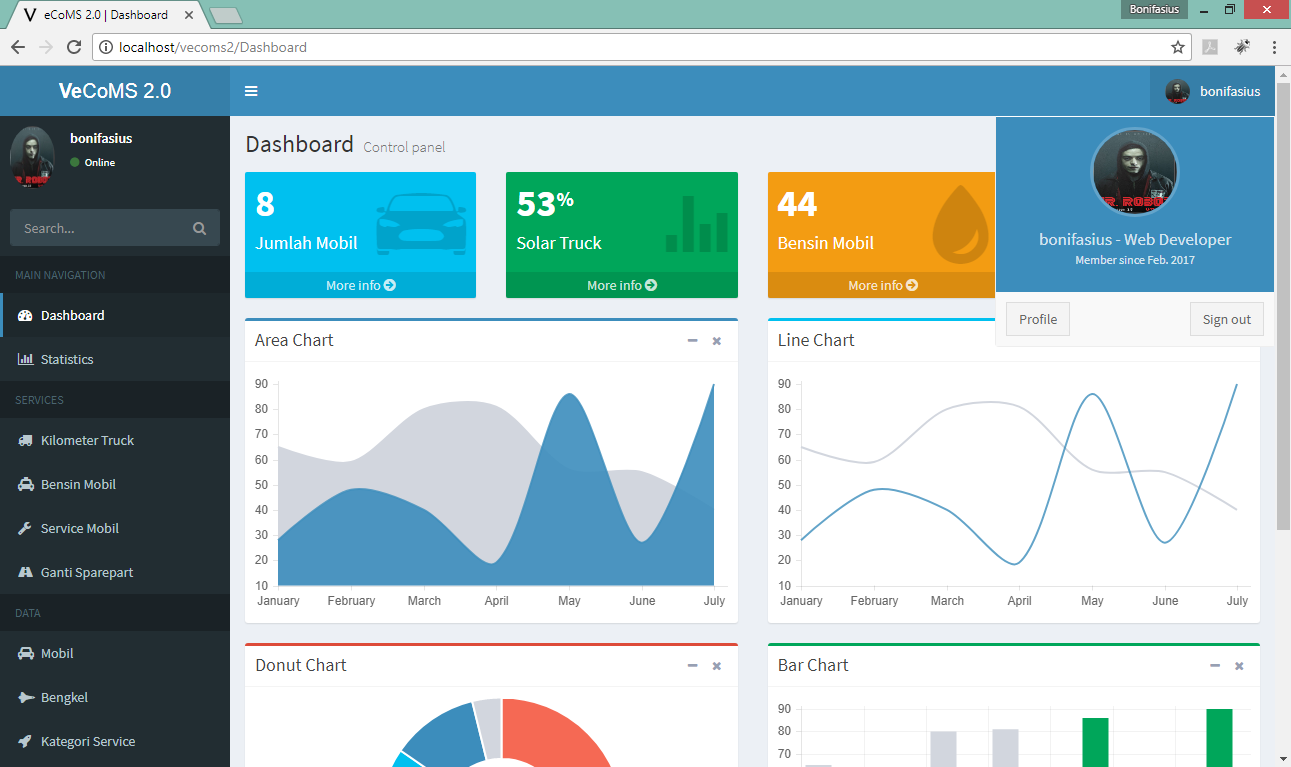 eCoMS 2.0 | Dashboard
Bonifasius
localhost/vecoms2/Dashboard
VeCoMS 2.0
bonifasius
bonifasius
Online
Search...
MAIN NAVIGATION
Dashboard
Statistics
SERVICES
Kilometer Truck
Bensin Mobil
Service Mobil
Ganti Sparepart
DATA
Mobil
Bengkel
Kategori Service
Dashboard Control panel
8
Jumlah Mobil
More info
53%
Solar Truck
More info
44
Bensin Mobil
More info
R. ROBO
bonifasius - Web Developer
Member since Feb. 2017
Profile
Sign out
Area Chart
90
80
70
60
50
40
30
20
10
January February March April May June July
Line Chart
90
80
70
60
50
40
30
20
10
January February March April May June July
Donut Chart
Bar Chart
90
80
70